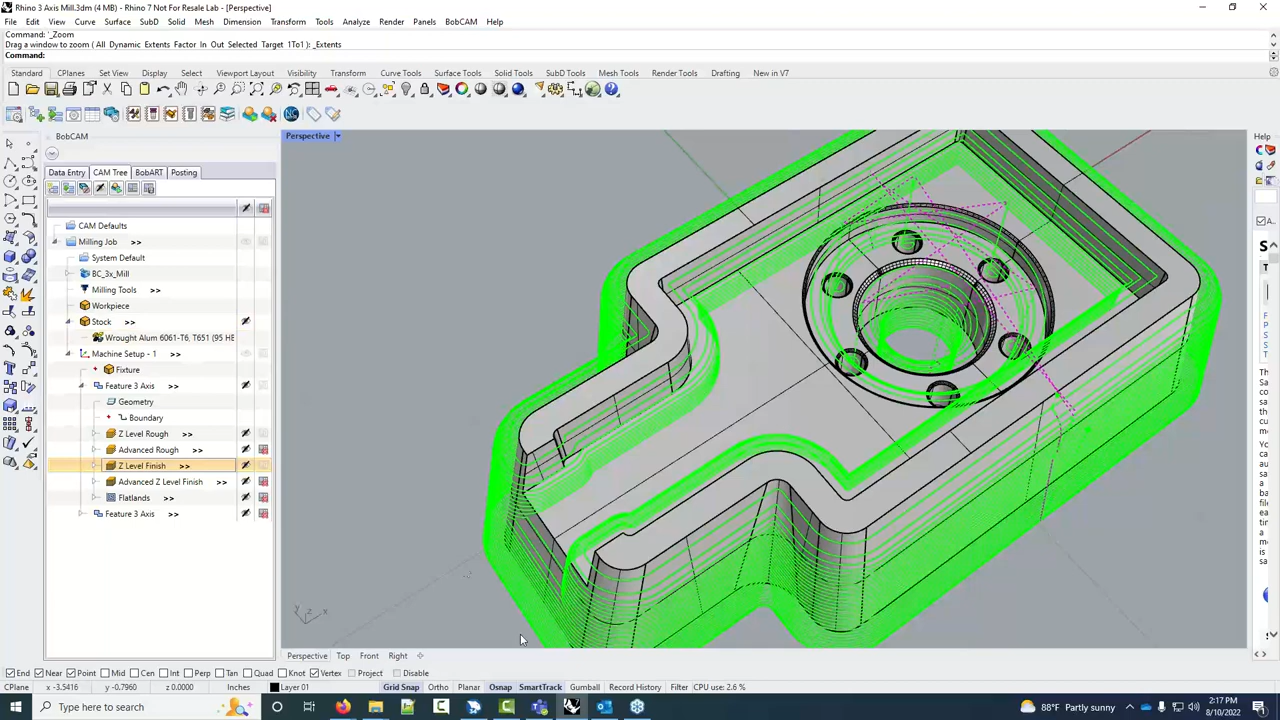 Rhino 3 Axis Mill.3dm (4 MB) - Rhino 7 Not For Resale Lab - [Perspective]
File Edit View Curve Surface SubD Solid Mesh Dimension Transform Tools Analyze Render Panels BobCAM Help
Command: '_Zoom
Drag a window to zoom ( All Dynamic Extents Factor In Out Selected Target 1To1 ): _Extents
Command:
Standard CPlanes Set View Display Select Viewport Layout Visibility Transform Curve Tools Surface Tools Solid Tools SubD Tools Mesh Tools Render Tools Drafting New in V7
BobCAM
Perspective
Help
Data Entry CAM Tree BobART Posting
CAM Defaults
Milling Job >>
System Default
BC_3x_Mill
Milling Tools >>
Workpiece
Stock >>
Wrought Alum 6061-T6, T651 (95 HE
Machine Setup - 1 >>
Fixture
Feature 3 Axis >>
Geometry
Boundary
Z Level Rough >>
Advanced Rough >>
Z Level Finish >>
Advanced Z Level Finish >>
Flatlands >>
Feature 3 Axis >>
y z x
Perspective Top Front Right
End Near Point Mid Cen Int Perp Tan Quad Knot Vertex Project Disable
CPlane x -3.5416 y -0.7960 z 0.0000 Inches Layer 01 Grid Snap Ortho Planar Osnap SmartTrack Gumball Record History Filter CPU use: 2.6 %
Type here to search
88°F Partly sunny
2:17 PM
8/10/2022